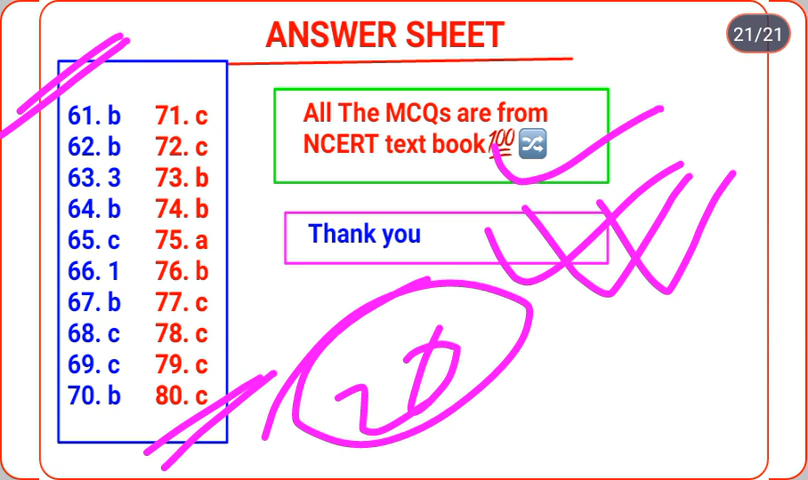 ANSWER SHEET
21/21
61. b 71. c
62. b 72. c
63. 3 73. b
64. b 74. b
65. c 75. a
66. 1 76. b
67. b 77. c
68. c 78. c
69. c 79. c
70. b 80. c
All The MCQs are from
NCERT text book💯🔀
Thank you